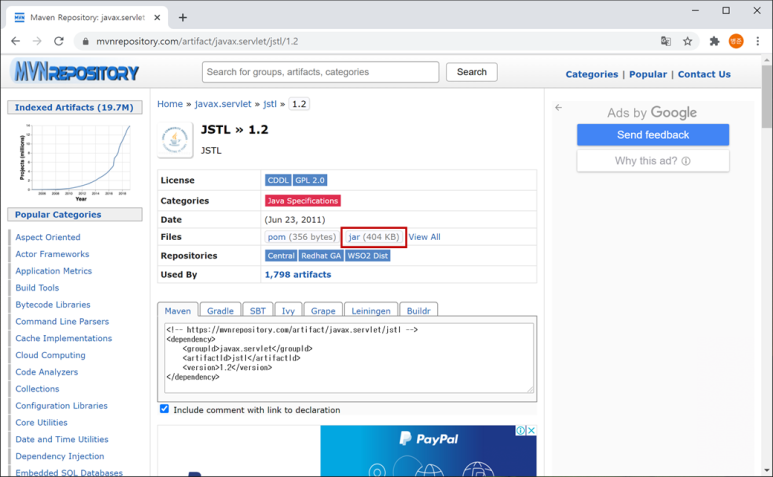 Maven Repository: javax.servlet
mvnrepository.com/artifact/javax.servlet/jstl/1.2
영준
MVNREPOSITORY
Search for groups, artifacts, categories
Search
Categories | Popular | Contact Us
Indexed Artifacts (19.7M)
Projects (millions)
Year
Popular Categories
Aspect Oriented
Actor Frameworks
Application Metrics
Build Tools
Bytecode Libraries
Command Line Parsers
Cache Implementations
Cloud Computing
Code Analyzers
Collections
Configuration Libraries
Core Utilities
Date and Time Utilities
Dependency Injection
Embedded SQL Databases
Home » javax.servlet » jstl » 1.2
JSTL » 1.2
JSTL
License CDDL GPL 2.0
Categories Java Specifications
Date (Jun 23, 2011)
Files pom (356 bytes) jar (404 KB) View All
Repositories Central Redhat GA WSO2 Dist
Used By 1,798 artifacts
Maven Gradle SBT Ivy Grape Leiningen Buildr
<!-- https://mvnrepository.com/artifact/javax.servlet/jstl -->
<dependency>
<groupId>javax.servlet</groupId>
<artifactId>jstl</artifactId>
<version>1.2</version>
</dependency>
Include comment with link to declaration
PayPal
Ads by Google
Send feedback
Why this ad?